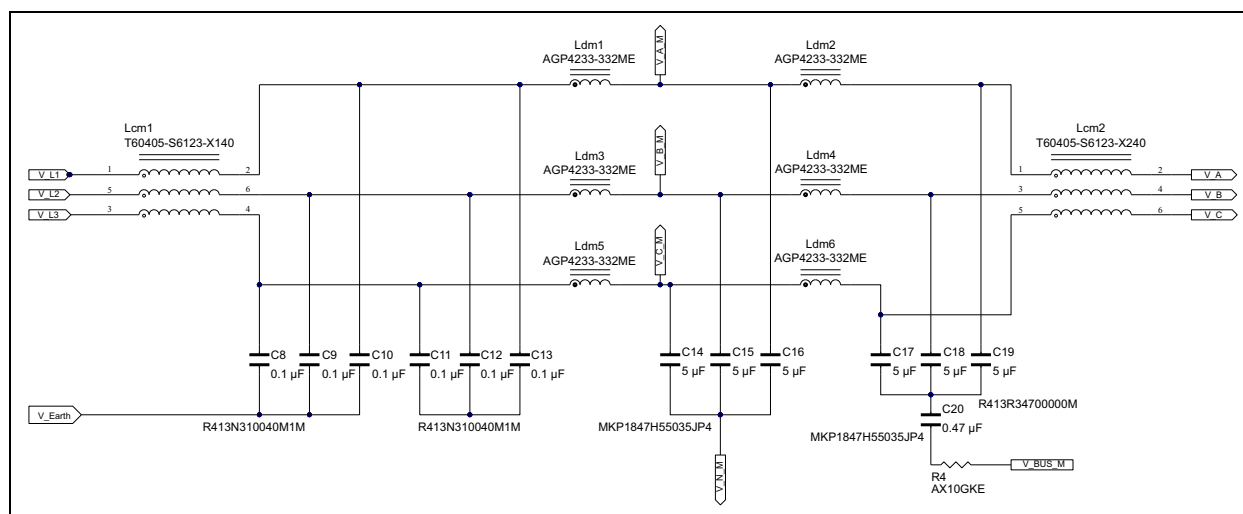 Ldm1
AGP4233-332ME
V_A_M
Ldm2
AGP4233-332ME
Lcm1
T60405-S6123-X140
V_L1
1
2
V_L2
5
6
V_L3
3
4
Ldm3
AGP4233-332ME
V_B_M
Ldm4
AGP4233-332ME
Lcm2
T60405-S6123-X240
1
2
V_A
3
4
V_B
5
6
V_C
Ldm5
AGP4233-332ME
V_C_M
Ldm6
AGP4233-332ME
C8
0.1 µF
C9
0.1 µF
C10
0.1 µF
C11
0.1 µF
C12
0.1 µF
C13
0.1 µF
C14
5 µF
C15
5 µF
C16
5 µF
C17
5 µF
C18
5 µF
C19
5 µF
V_Earth
R413N310040M1M
R413N310040M1M
MKP1847H55035JP4
MKP1847H55035JP4
R413R34700000M
C20
0.47 µF
V_N_M
R4
AX10GKE
V_BUS_M